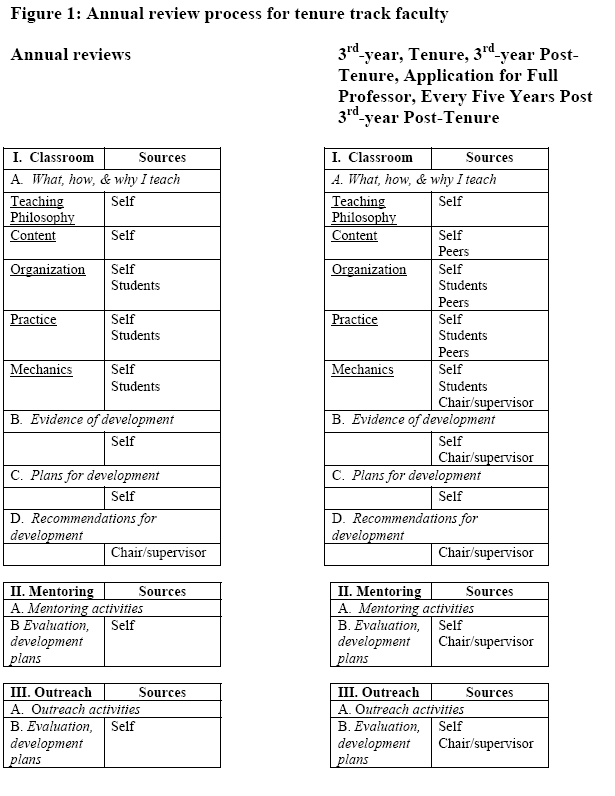 Figure 1: Annual review process for tenure track faculty
Annual reviews
I. Classroom Sources
A. What, how, & why I teach
Teaching Self
Philosophy
Content Self
Organization Self
Students
Practice Self
Students
Mechanics Self
Students
B. Evidence of development
Self
C. Plans for development
Self
D. Recommendations for
development
Chair/supervisor
II. Mentoring Sources
A. Mentoring activities
B Evaluation, Self
development
plans
III. Outreach Sources
A. Outreach activities
B. Evaluation, Self
development
plans
3rd-year, Tenure, 3rd-year Post-
Tenure, Application for Full
Professor, Every Five Years Post
3rd-year Post-Tenure
I. Classroom Sources
A. What, how, & why I teach
Teaching Self
Philosophy
Content Self
Peers
Organization Self
Students
Peers
Practice Self
Students
Peers
Mechanics Self
Students
Chair/supervisor
B. Evidence of development
Self
Chair/supervisor
C. Plans for development
Self
D. Recommendations for
development
Chair/supervisor
II. Mentoring Sources
A. Mentoring activities
B. Evaluation, Self
development Chair/supervisor
plans
III. Outreach Sources
A. Outreach activities
B. Evaluation, Self
development Chair/supervisor
plans